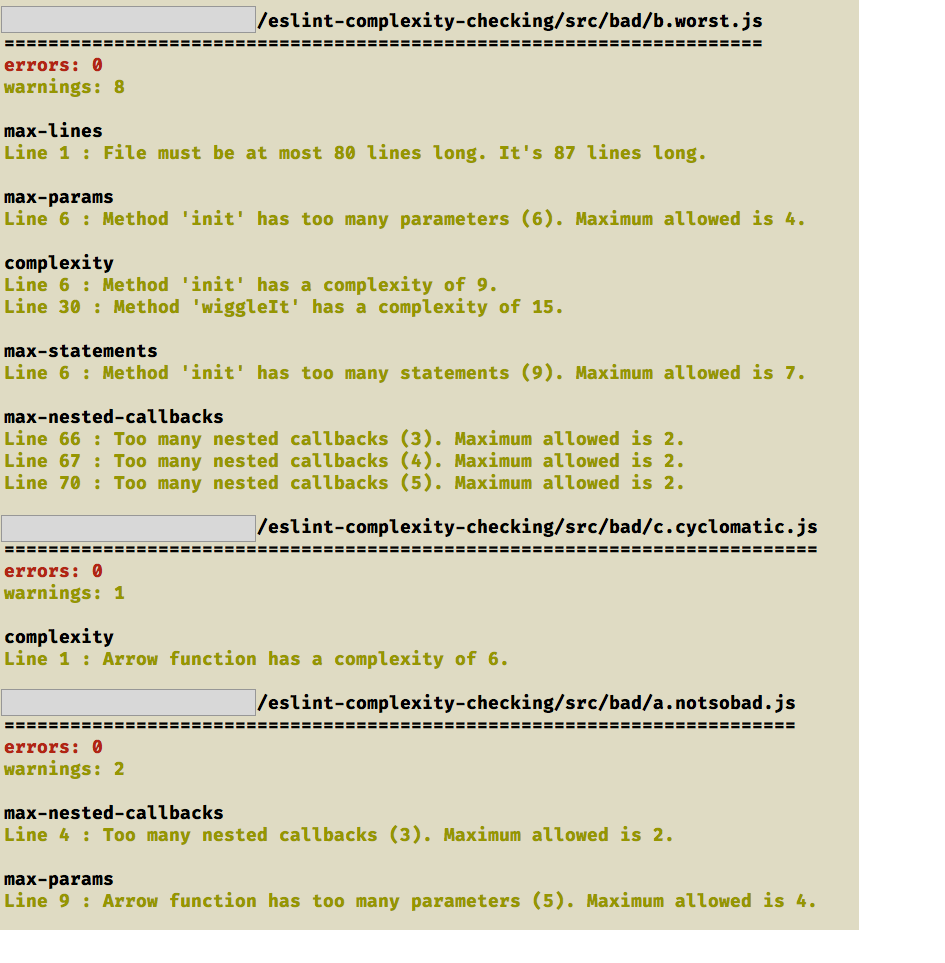 /eslint-complexity-checking/src/bad/b.worst.js
=====================================================================
errors: 0
warnings: 8
max-lines
Line 1 : File must be at most 80 lines long. It's 87 lines long.
max-params
Line 6 : Method 'init' has too many parameters (6). Maximum allowed is 4.
complexity
Line 6 : Method 'init' has a complexity of 9.
Line 30 : Method 'wiggleIt' has a complexity of 15.
max-statements
Line 6 : Method 'init' has too many statements (9). Maximum allowed is 7.
max-nested-callbacks
Line 66 : Too many nested callbacks (3). Maximum allowed is 2.
Line 67 : Too many nested callbacks (4). Maximum allowed is 2.
Line 70 : Too many nested callbacks (5). Maximum allowed is 2.
/eslint-complexity-checking/src/bad/c.cyclomatic.js
==========================================================================
errors: 0
warnings: 1
complexity
Line 1 : Arrow function has a complexity of 6.
/eslint-complexity-checking/src/bad/a.notsobad.js
========================================================================
errors: 0
warnings: 2
max-nested-callbacks
Line 4 : Too many nested callbacks (3). Maximum allowed is 2.
max-params
Line 9 : Arrow function has too many parameters (5). Maximum allowed is 4.